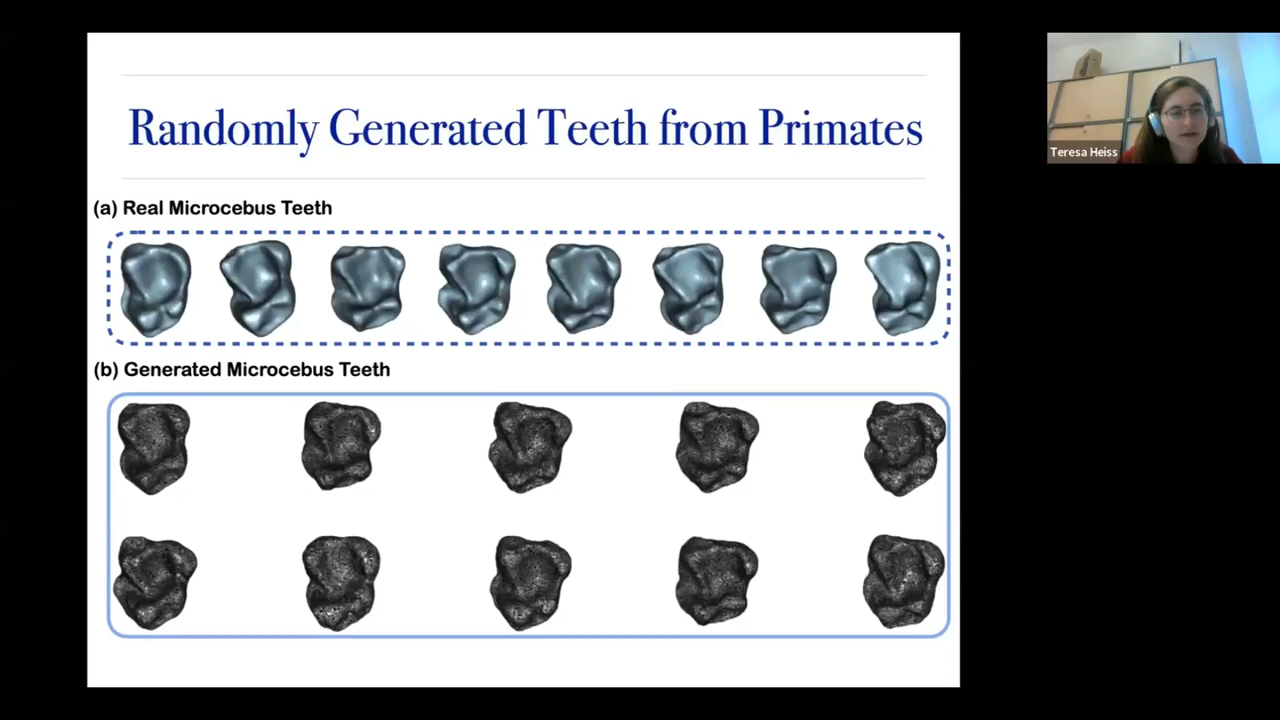 Randomly Generated Teeth from Primates
(a) Real Microcebus Teeth
(b) Generated Microcebus Teeth
Teresa Heiss